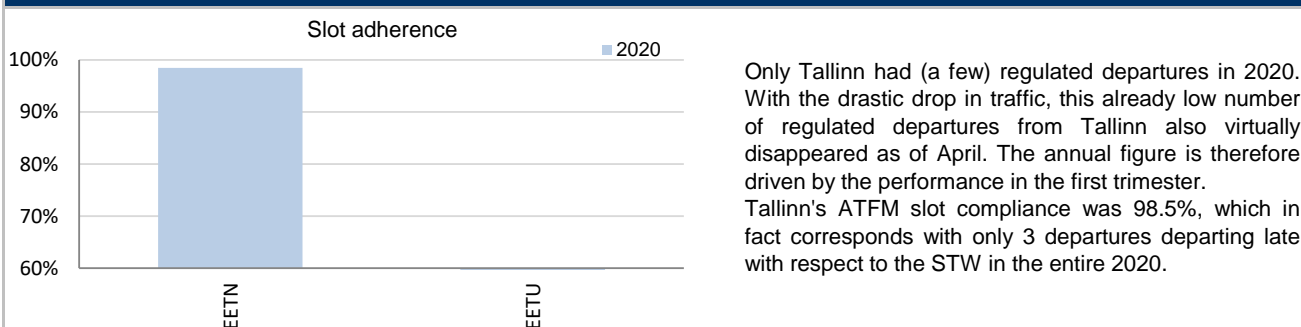 Slot adherence
2020
100%
90%
80%
70%
60%
EETN
EETU
Only Tallinn had (a few) regulated departures in 2020.
With the drastic drop in traffic, this already low number
of regulated departures from Tallinn also virtually
disappeared as of April. The annual figure is therefore
driven by the performance in the first trimester.
Tallinn's ATFM slot compliance was 98.5%, which in
fact corresponds with only 3 departures departing late
with respect to the STW in the entire 2020.